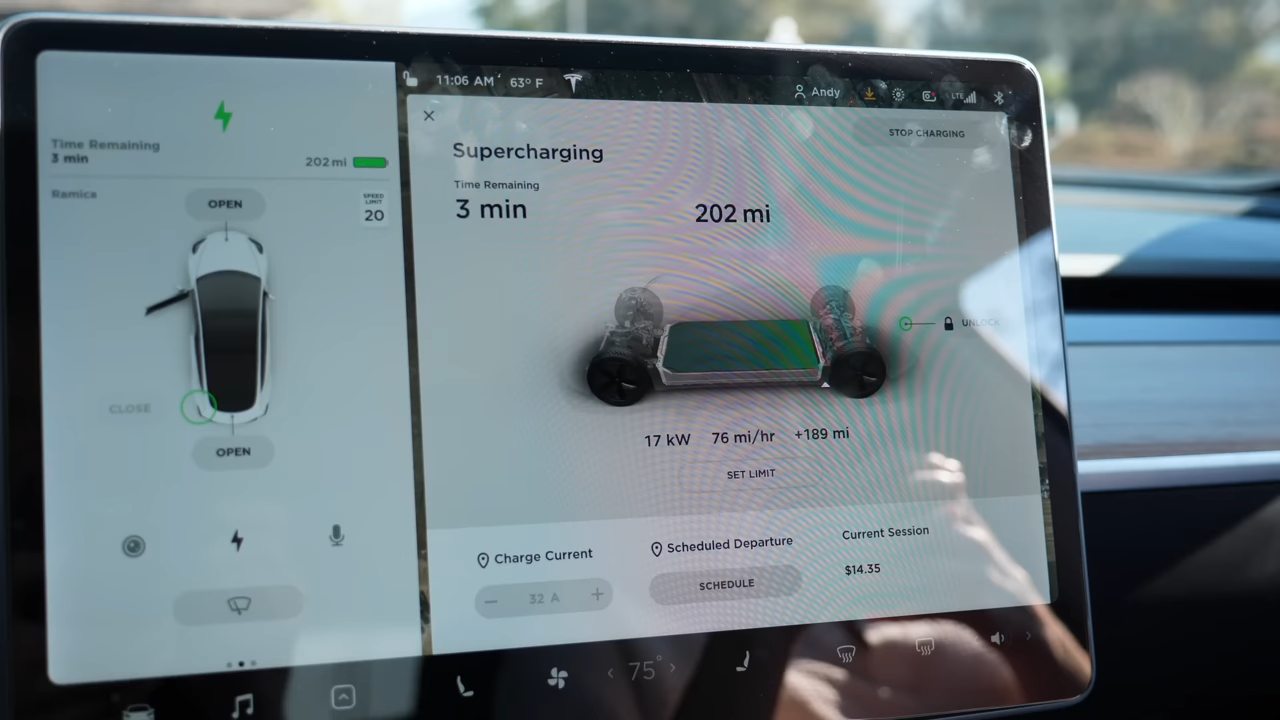 11:06 AM 63° F
Andy
LTE
Time Remaining
3 min
202 mi
Ramica
SPEED
LIMIT
20
OPEN
CLOSE
OPEN
STOP CHARGING
Supercharging
Time Remaining
3 min
202 mi
UNLOCK
17 kW 76 mi/hr +189 mi
SET LIMIT
Charge Current
− 32 A +
Scheduled Departure
SCHEDULE
Current Session
$14.35
< 75° >